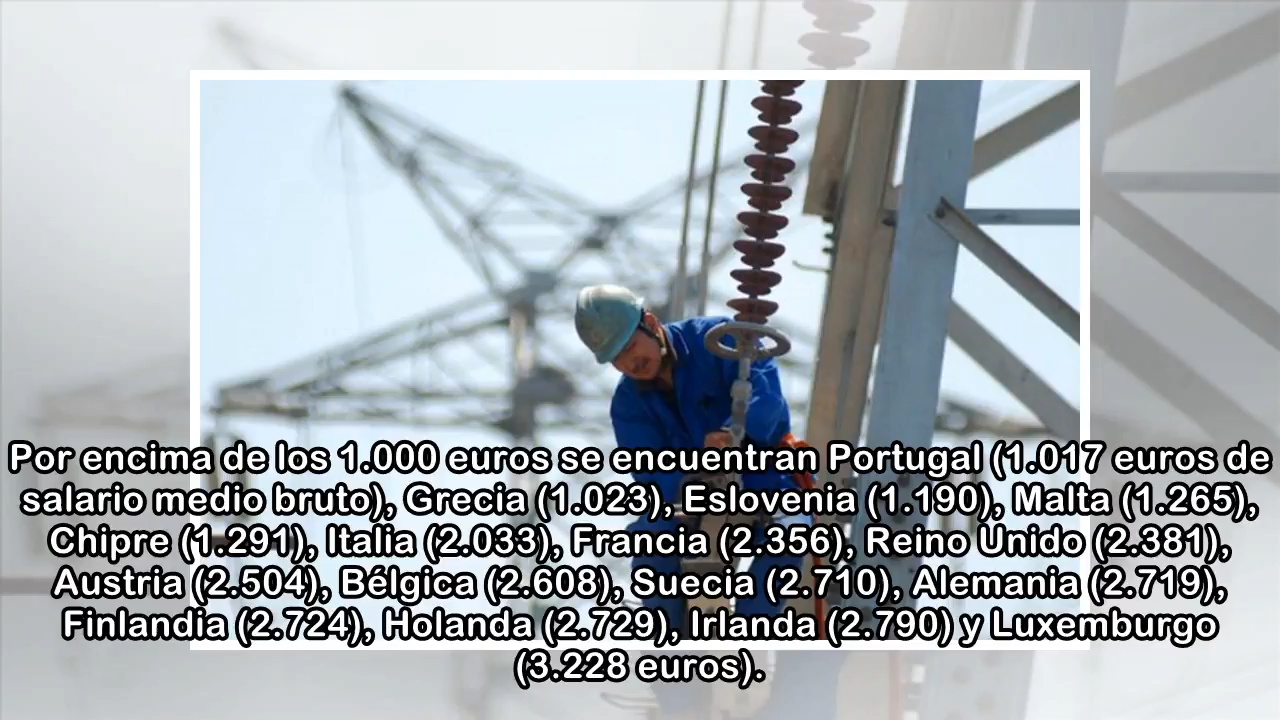 Por encima de los 1.000 euros se encuentran Portugal (1.017 euros de
salario medio bruto), Grecia (1.023), Eslovenia (1.190), Malta (1.265),
Chipre (1.291), Italia (2.033), Francia (2.356), Reino Unido (2.381),
Austria (2.504), Bélgica (2.608), Suecia (2.710), Alemania (2.719),
Finlandia (2.724), Holanda (2.729), Irlanda (2.790) y Luxemburgo
(3.228 euros).